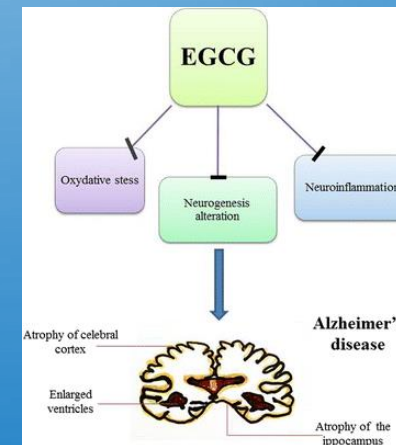 EGCG
Oxydative stess
Neurogenesis
alteration
Neuroinflammation
Alzheimer'
disease
Atrophy of celebral
cortex
Enlarged
ventricles
Atrophy of the
ippocampus